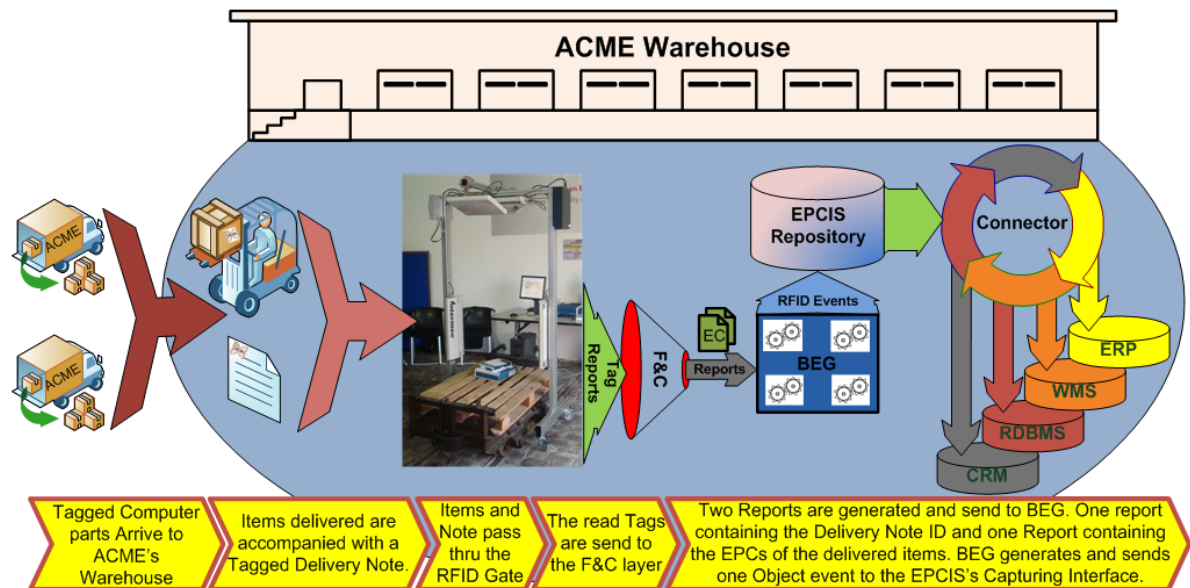 ACME Warehouse
ACME
ACME
Tag
Reports
F&C
EC
Reports
EPCIS
Repository
RFID Events
BEG
Connector
ERP
WMS
RDBMS
CRM
Intermec
Tagged Computer
parts Arrive to
ACME's
Warehouse
Items delivered are
accompanied with a
Tagged Delivery Note.
Items and
Note pass
thru the
RFID Gate
The read Tags
are send to
the F&C layer
Two Reports are generated and send to BEG. One report
containing the Delivery Note ID and one Report containing
the EPCs of the delivered items. BEG generates and sends
one Object event to the EPCIS's Capturing Interface.